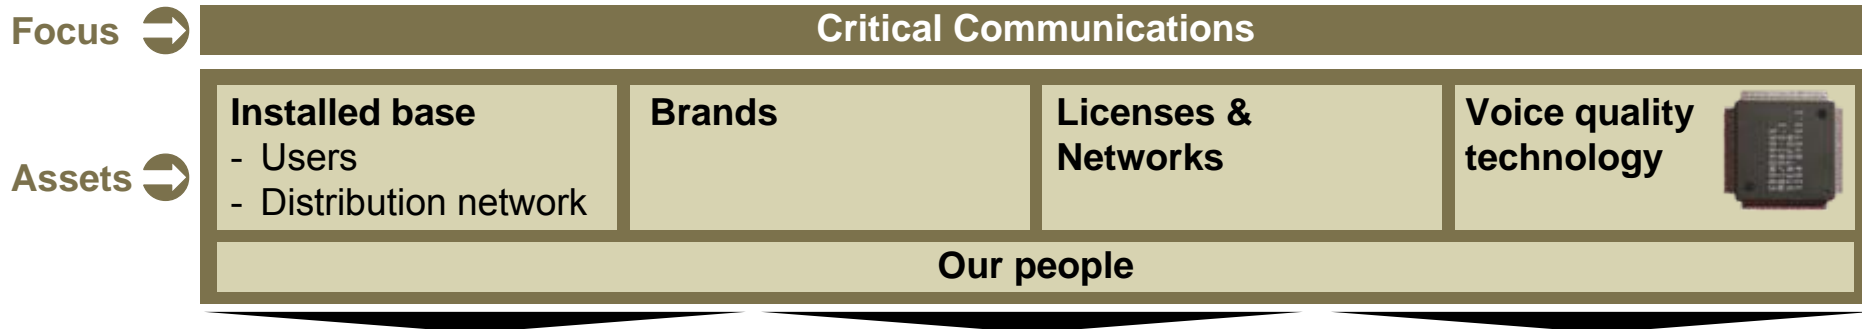 Focus
Critical Communications
Assets
Installed base
- Users
- Distribution network
Brands
Licenses &
Networks
Voice quality
technology
Our people